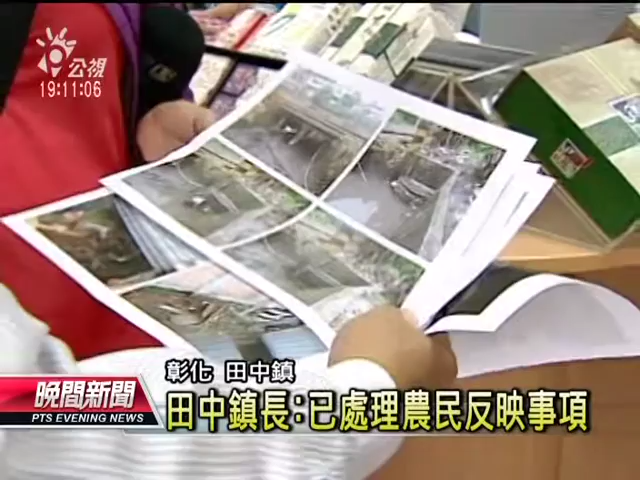 公視
19:11:06
彰化 田中鎮
晚間新聞
PTS EVENING NEWS
田中鎮長:已處理農民反映事項